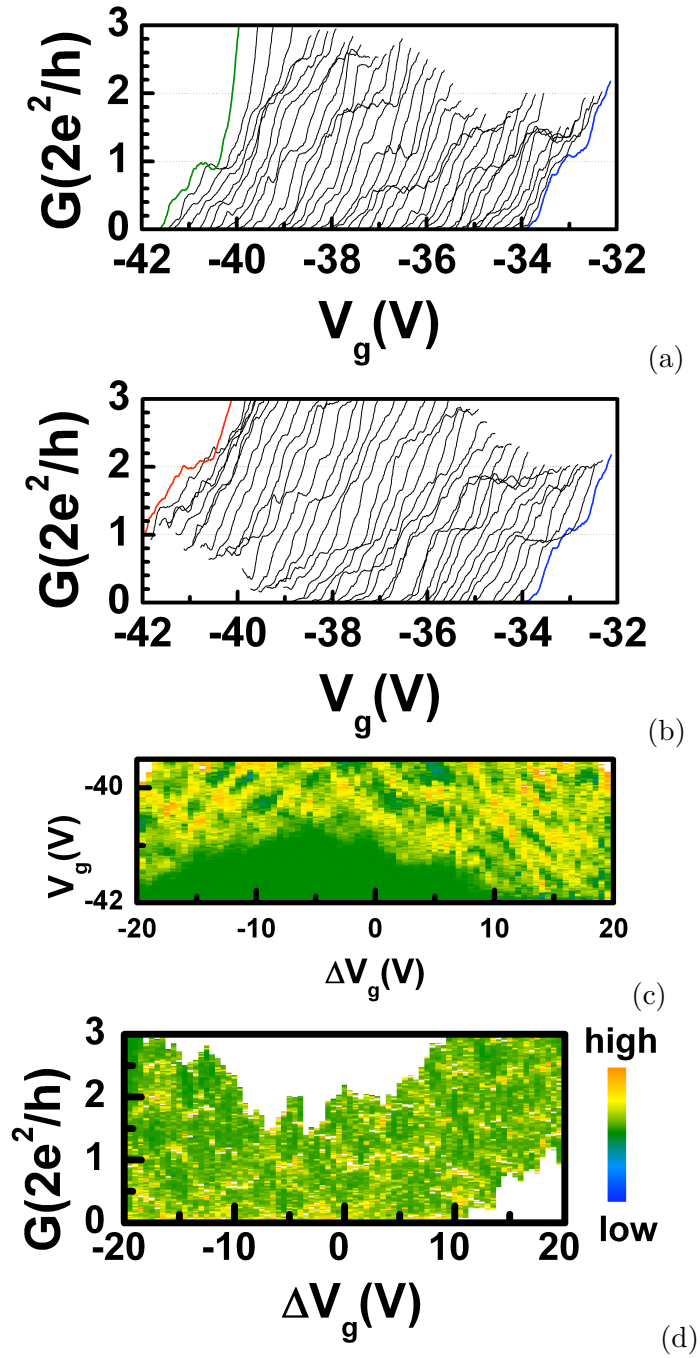 3
2
1
0
G(2e²/h)
-42 -40 -38 -36 -34 -32
V_g(V)
(a)
3
2
1
0
G(2e²/h)
-42 -40 -38 -36 -34 -32
V_g(V)
(b)
-40
-42
V_g(V)
-20 -10 0 10 20
ΔV_g(V)
(c)
3
2
1
0
G(2e²/h)
-20 -10 0 10 20
ΔV_g(V)
high
low
(d)